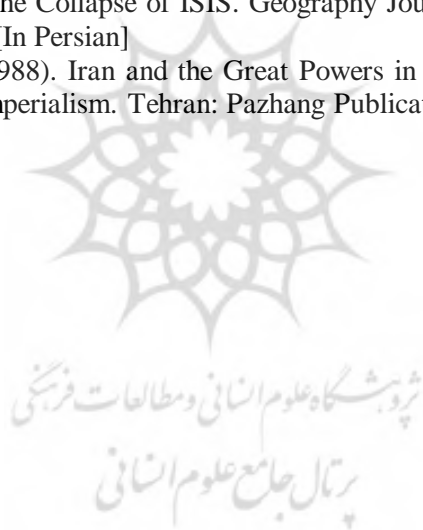 he Collapse of ISIS. Geography Jou
[In Persian]
988). Iran and the Great Powers in
nperialism. Tehran: Pazhang Publicat
پژوهشگاه علوم انسانی و مطالعات فرهنگی
پرتال جامع علوم انسانی